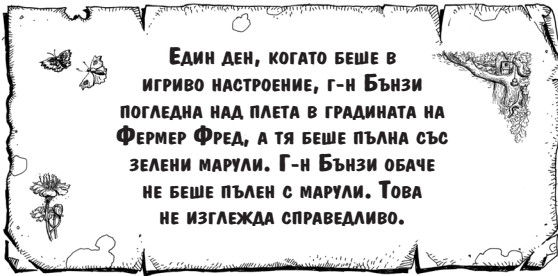 Един ден, когато беше в
игриво настроение, г-н Бънзи
погледна над плета в градината на
Фермер Фред, а тя беше пълна със
зелени марули. Г-н Бънзи обаче
не беше пълен с марули. Това
не изглежда справедливо.